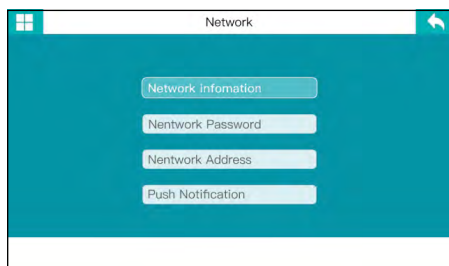 Network
Network infomation
Nentwork Password
Nentwork Address
Push Notification